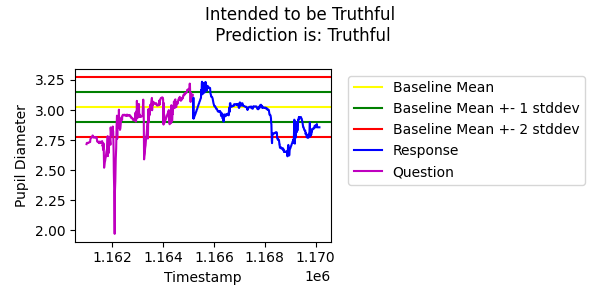 Intended to be Truthful
Prediction is: Truthful
3.25
3.00
2.75
2.50
2.25
2.00
Pupil Diameter
1.162 1.164 1.166 1.168 1.170
1e6
Timestamp
Baseline Mean
Baseline Mean +- 1 stddev
Baseline Mean +- 2 stddev
Response
Question